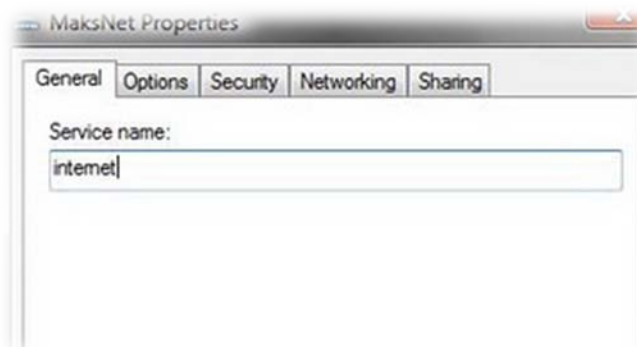 MaksNet Properties
General Options Security Networking Sharing
Service name:
internet